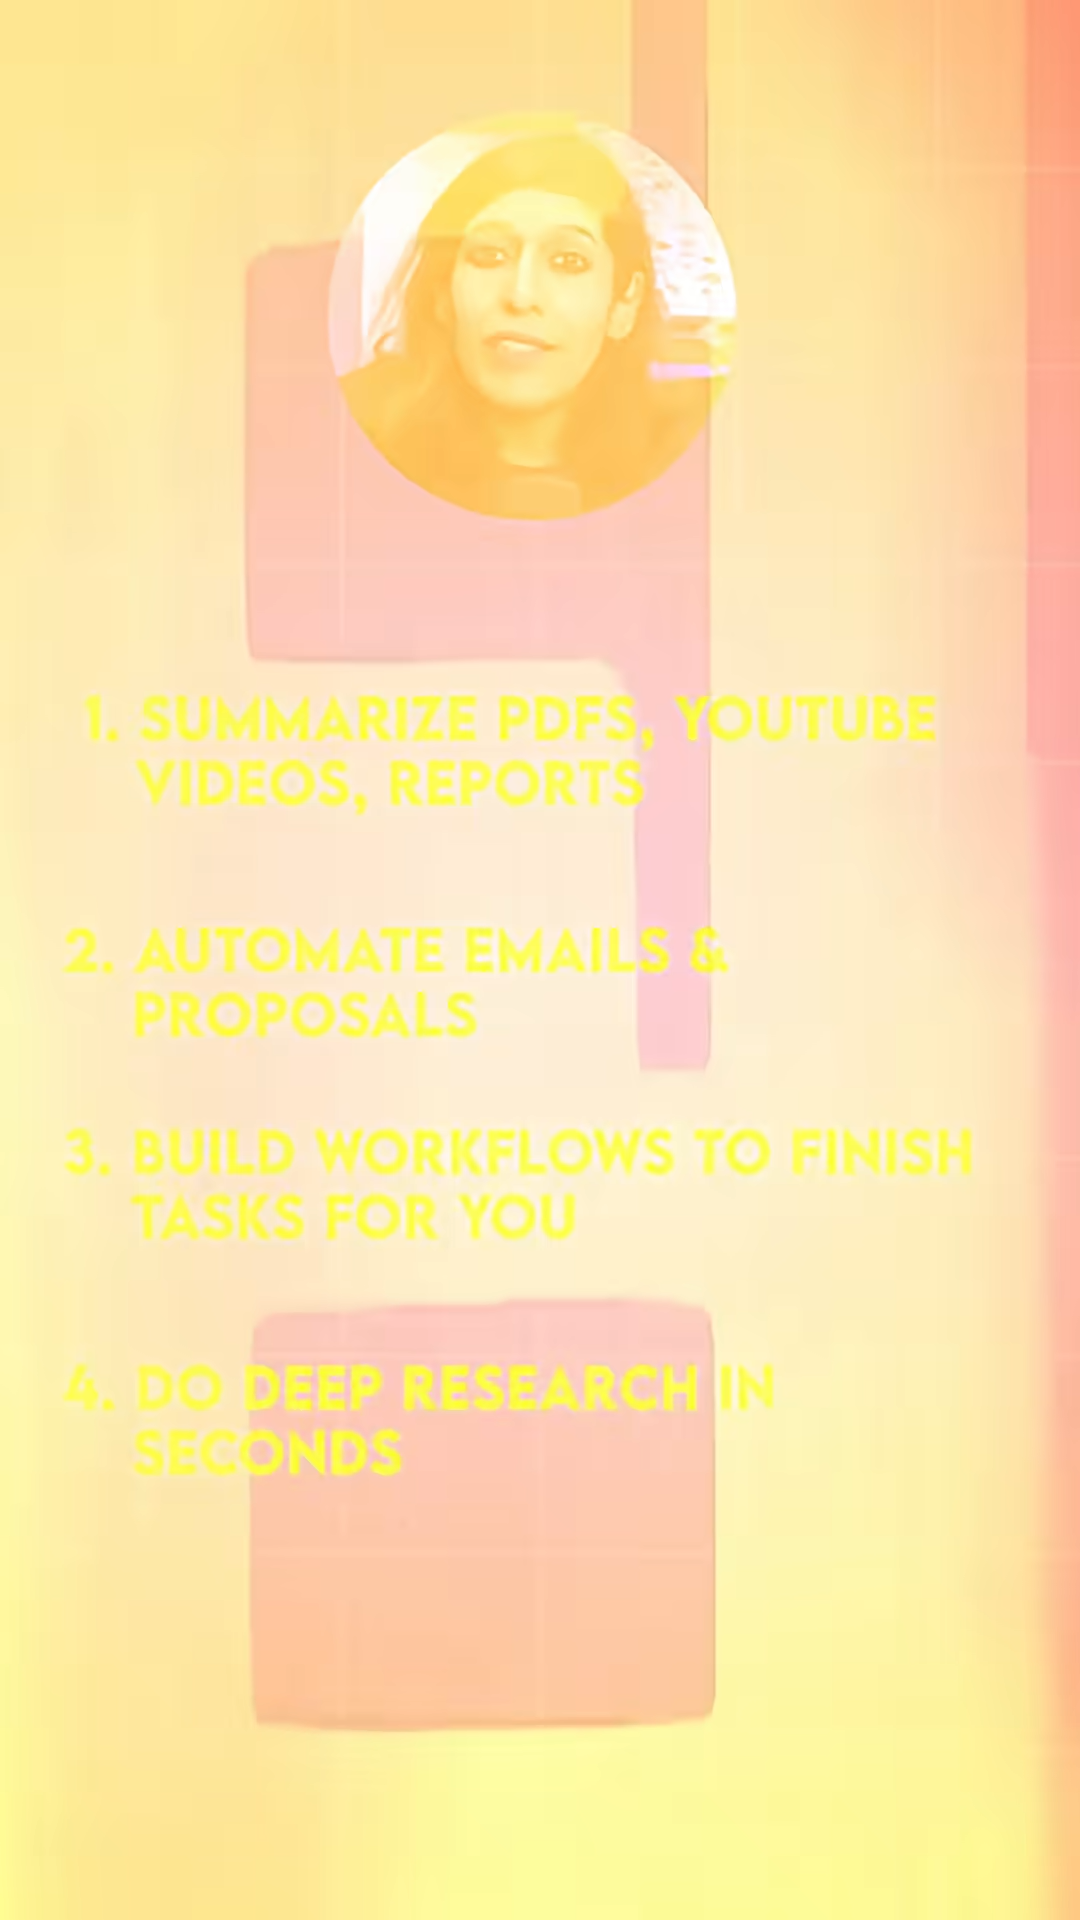 1. SUMMARIZE PDFS, YOUTUBE
VIDEOS, REPORTS
2. AUTOMATE EMAILS &
PROPOSALS
3. BUILD WORKFLOWS TO FINISH
TASKS FOR YOU
4. DO DEEP RESEARCH IN
SECONDS